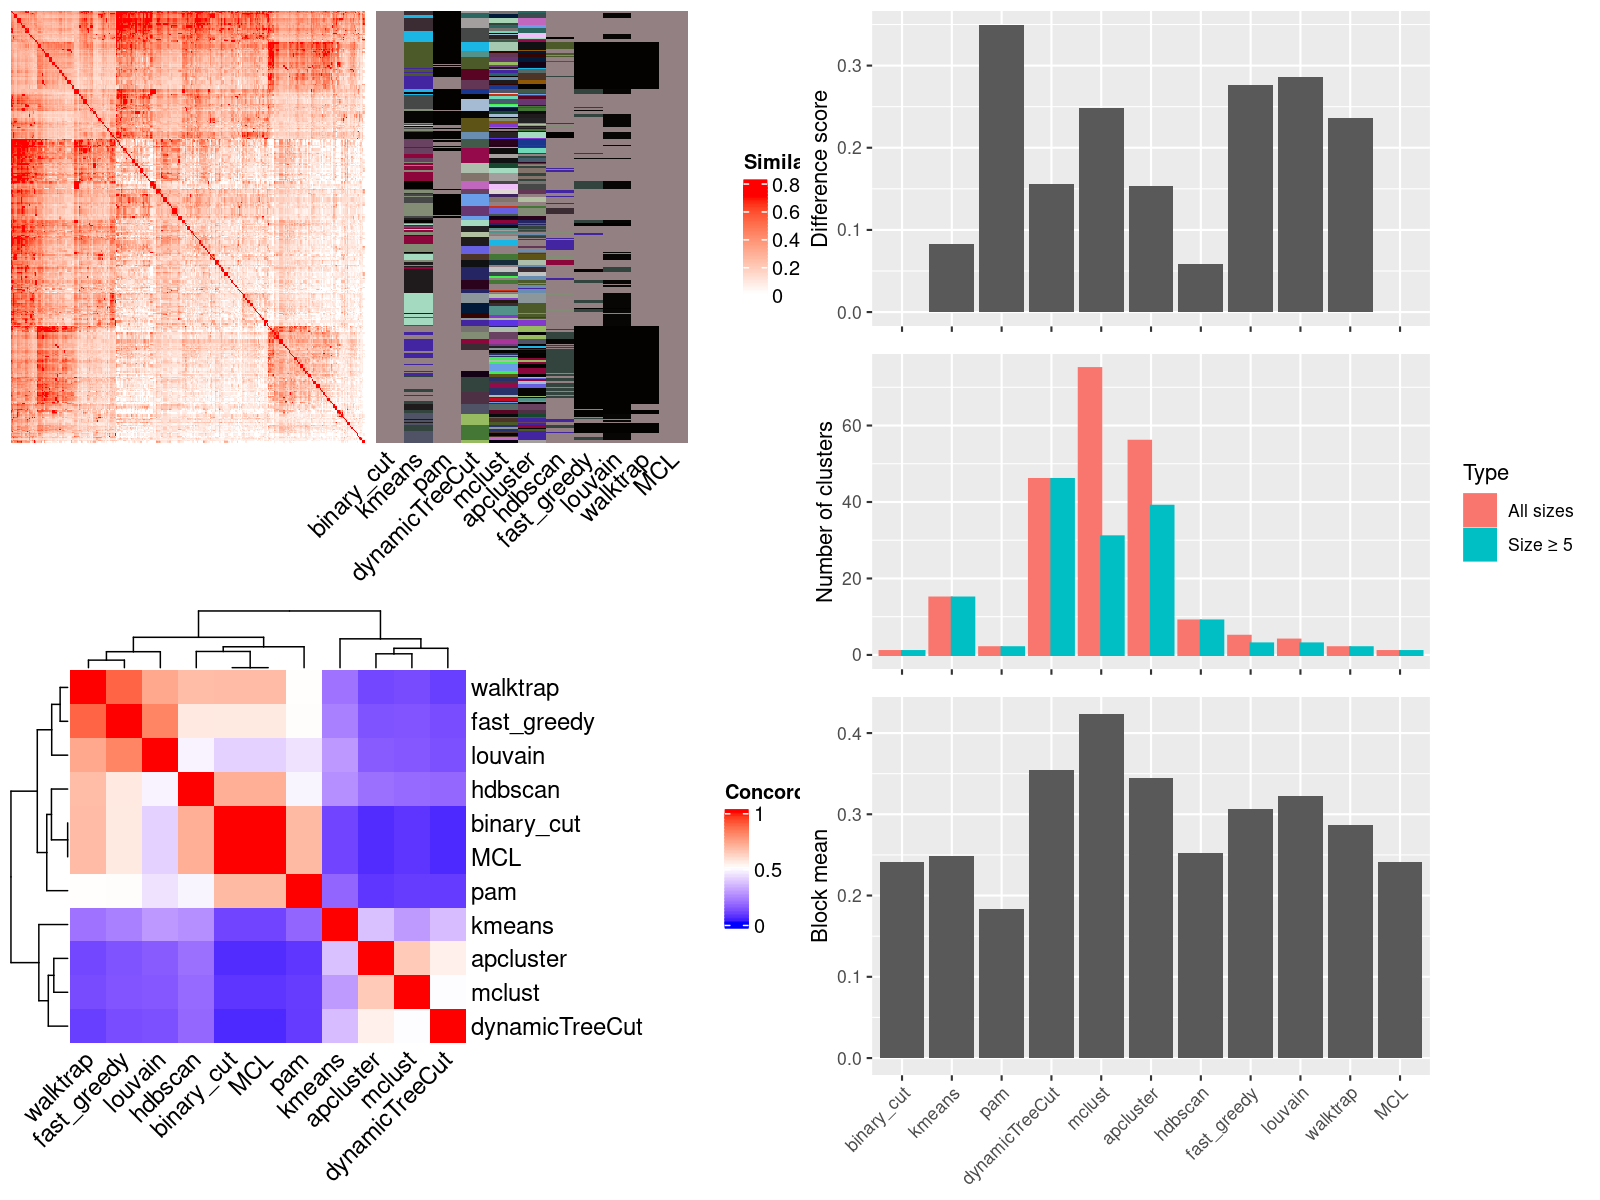 Simila
0.8
0.6
0.4
0.2
0
binary_cut
kmeans
pam
dynamicTreeCut
mclust
apcluster
hdbscan
fast_greedy
louvain
walktrap
MCL
walktrap
fast_greedy
louvain
hdbscan
binary_cut
MCL
pam
kmeans
apcluster
mclust
dynamicTreeCut
walktrap
fast_greedy
louvain
hdbscan
binary_cut
MCL
pam
kmeans
apcluster
mclust
dynamicTreeCut
Concord
1
0.5
0
Difference score
0.3
0.2
0.1
0.0
Number of clusters
60
40
20
0
Type
All sizes
Size ≥ 5
Block mean
0.4
0.3
0.2
0.1
0.0
binary_cut
kmeans
pam
dynamicTreeCut
mclust
apcluster
hdbscan
fast_greedy
louvain
walktrap
MCL